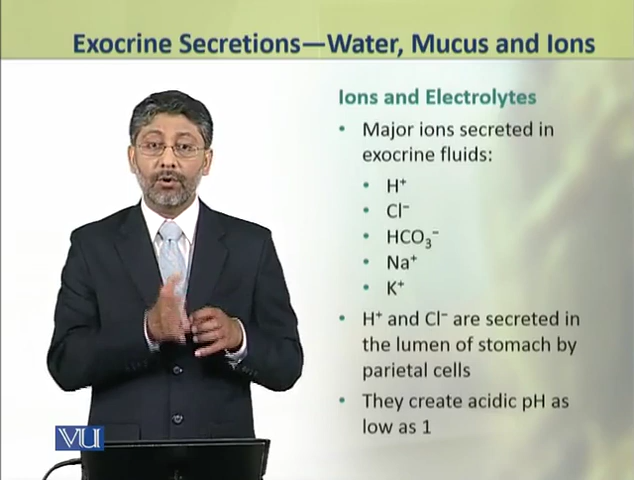 Exocrine Secretions—Water, Mucus and Ions
Ions and Electrolytes
• Major ions secreted in
exocrine fluids:
• H⁺
• Cl⁻
• HCO₃⁻
• Na⁺
• K⁺
• H⁺ and Cl⁻ are secreted in
the lumen of stomach by
parietal cells
• They create acidic pH as
low as 1
VU